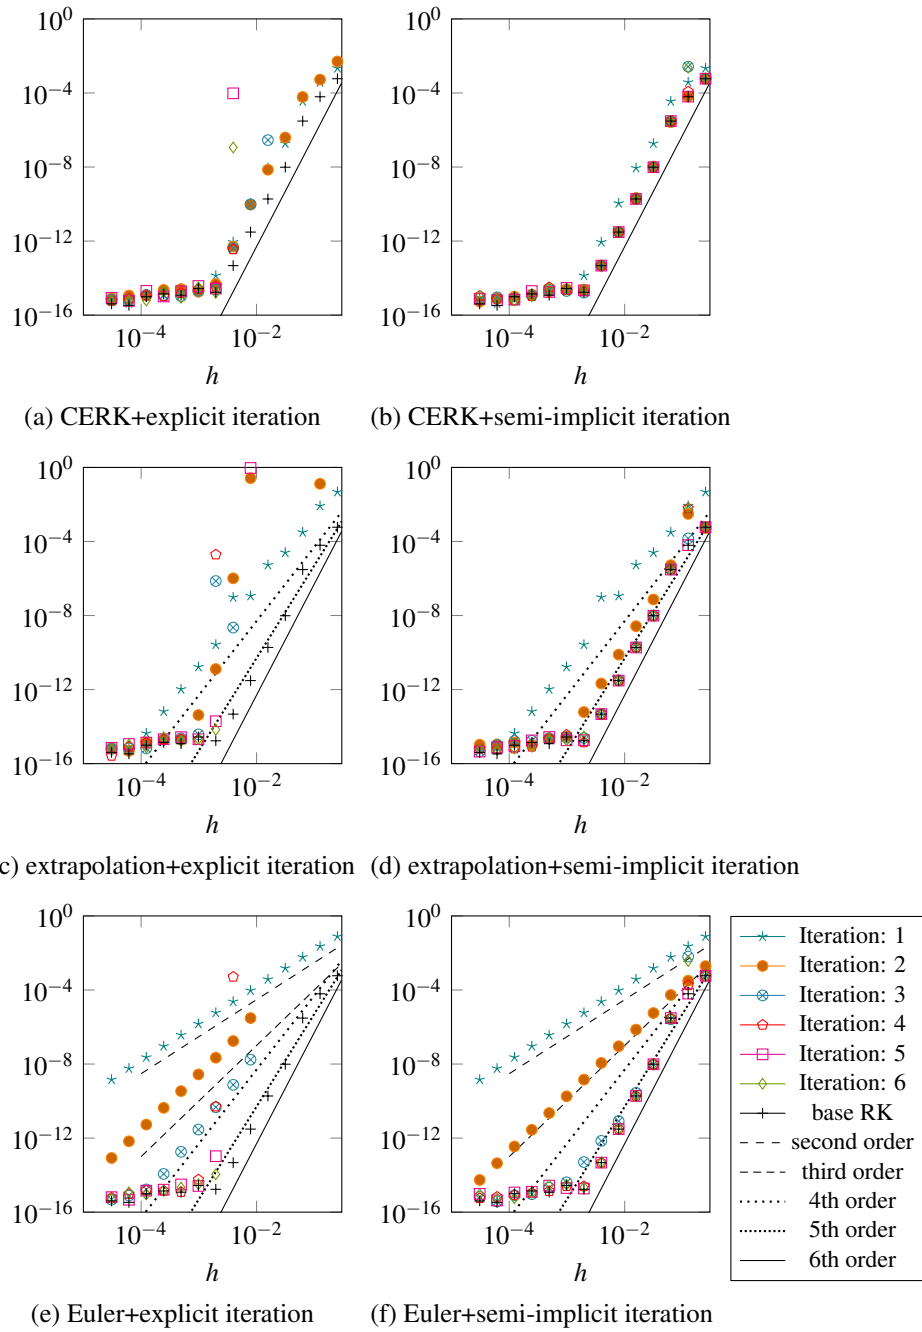 10^0
10^−4
10^−8
10^−12
10^−16
10^−4 10^−2
h
(a) CERK+explicit iteration
10^0
10^−4
10^−8
10^−12
10^−16
10^−4 10^−2
h
(b) CERK+semi-implicit iteration
10^0
10^−4
10^−8
10^−12
10^−16
10^−4 10^−2
h
c) extrapolation+explicit iteration
10^0
10^−4
10^−8
10^−12
10^−16
10^−4 10^−2
h
(d) extrapolation+semi-implicit iteration
10^0
10^−4
10^−8
10^−12
10^−16
10^−4 10^−2
h
(e) Euler+explicit iteration
10^0
10^−4
10^−8
10^−12
10^−16
10^−4 10^−2
h
(f) Euler+semi-implicit iteration
Iteration: 1
Iteration: 2
Iteration: 3
Iteration: 4
Iteration: 5
Iteration: 6
base RK
second order
third order
4th order
5th order
6th order